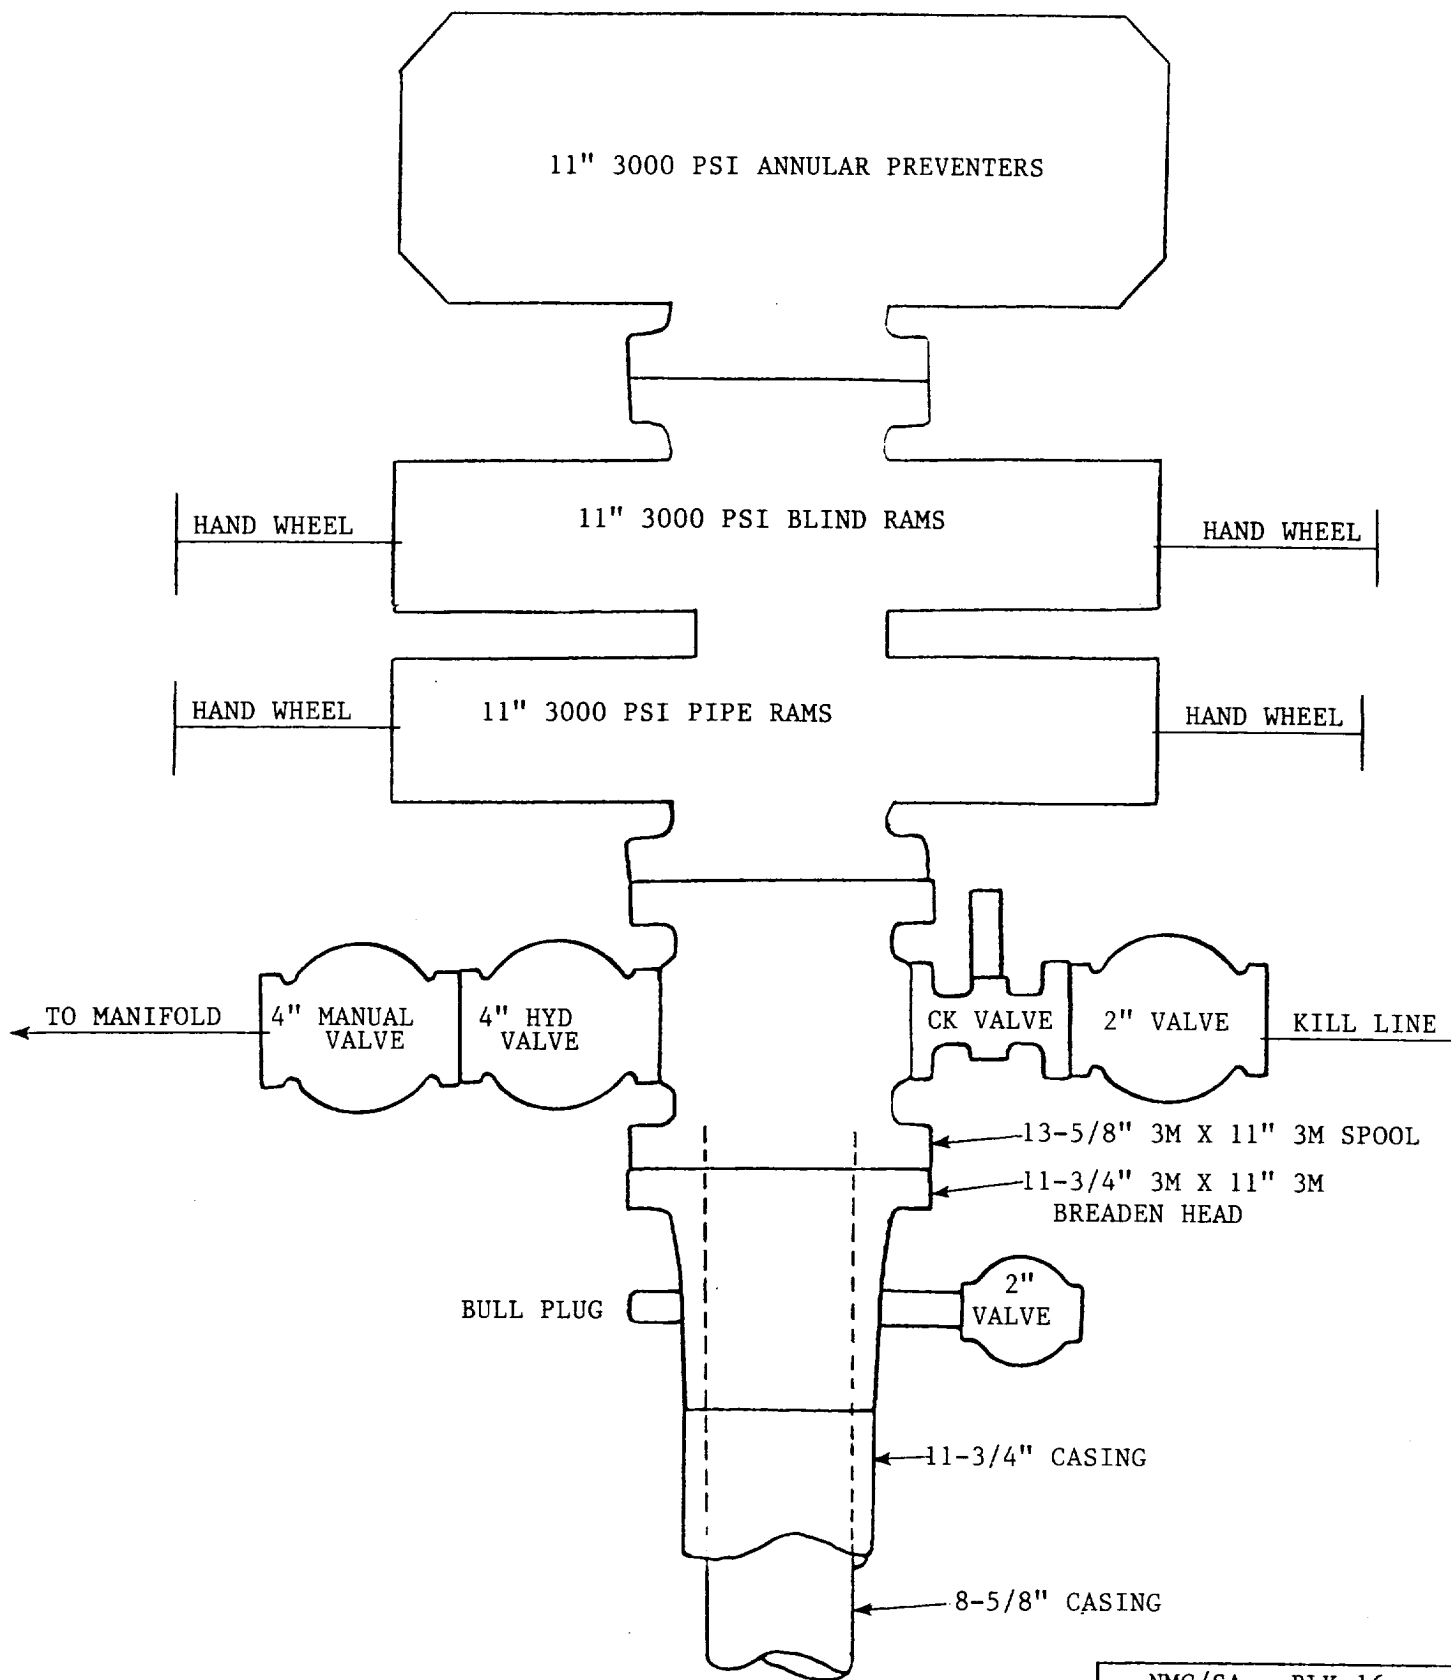 11" 3000 PSI ANNULAR PREVENTERS
HAND WHEEL
11" 3000 PSI BLIND RAMS
HAND WHEEL
HAND WHEEL
11" 3000 PSI PIPE RAMS
HAND WHEEL
TO MANIFOLD
4" MANUAL
VALVE
4" HYD
VALVE
CK VALVE
2" VALVE
KILL LINE
13-5/8" 3M X 11" 3M SPOOL
11-3/4" 3M X 11" 3M
BREADEN HEAD
BULL PLUG
2"
VALVE
11-3/4" CASING
8-5/8" CASING